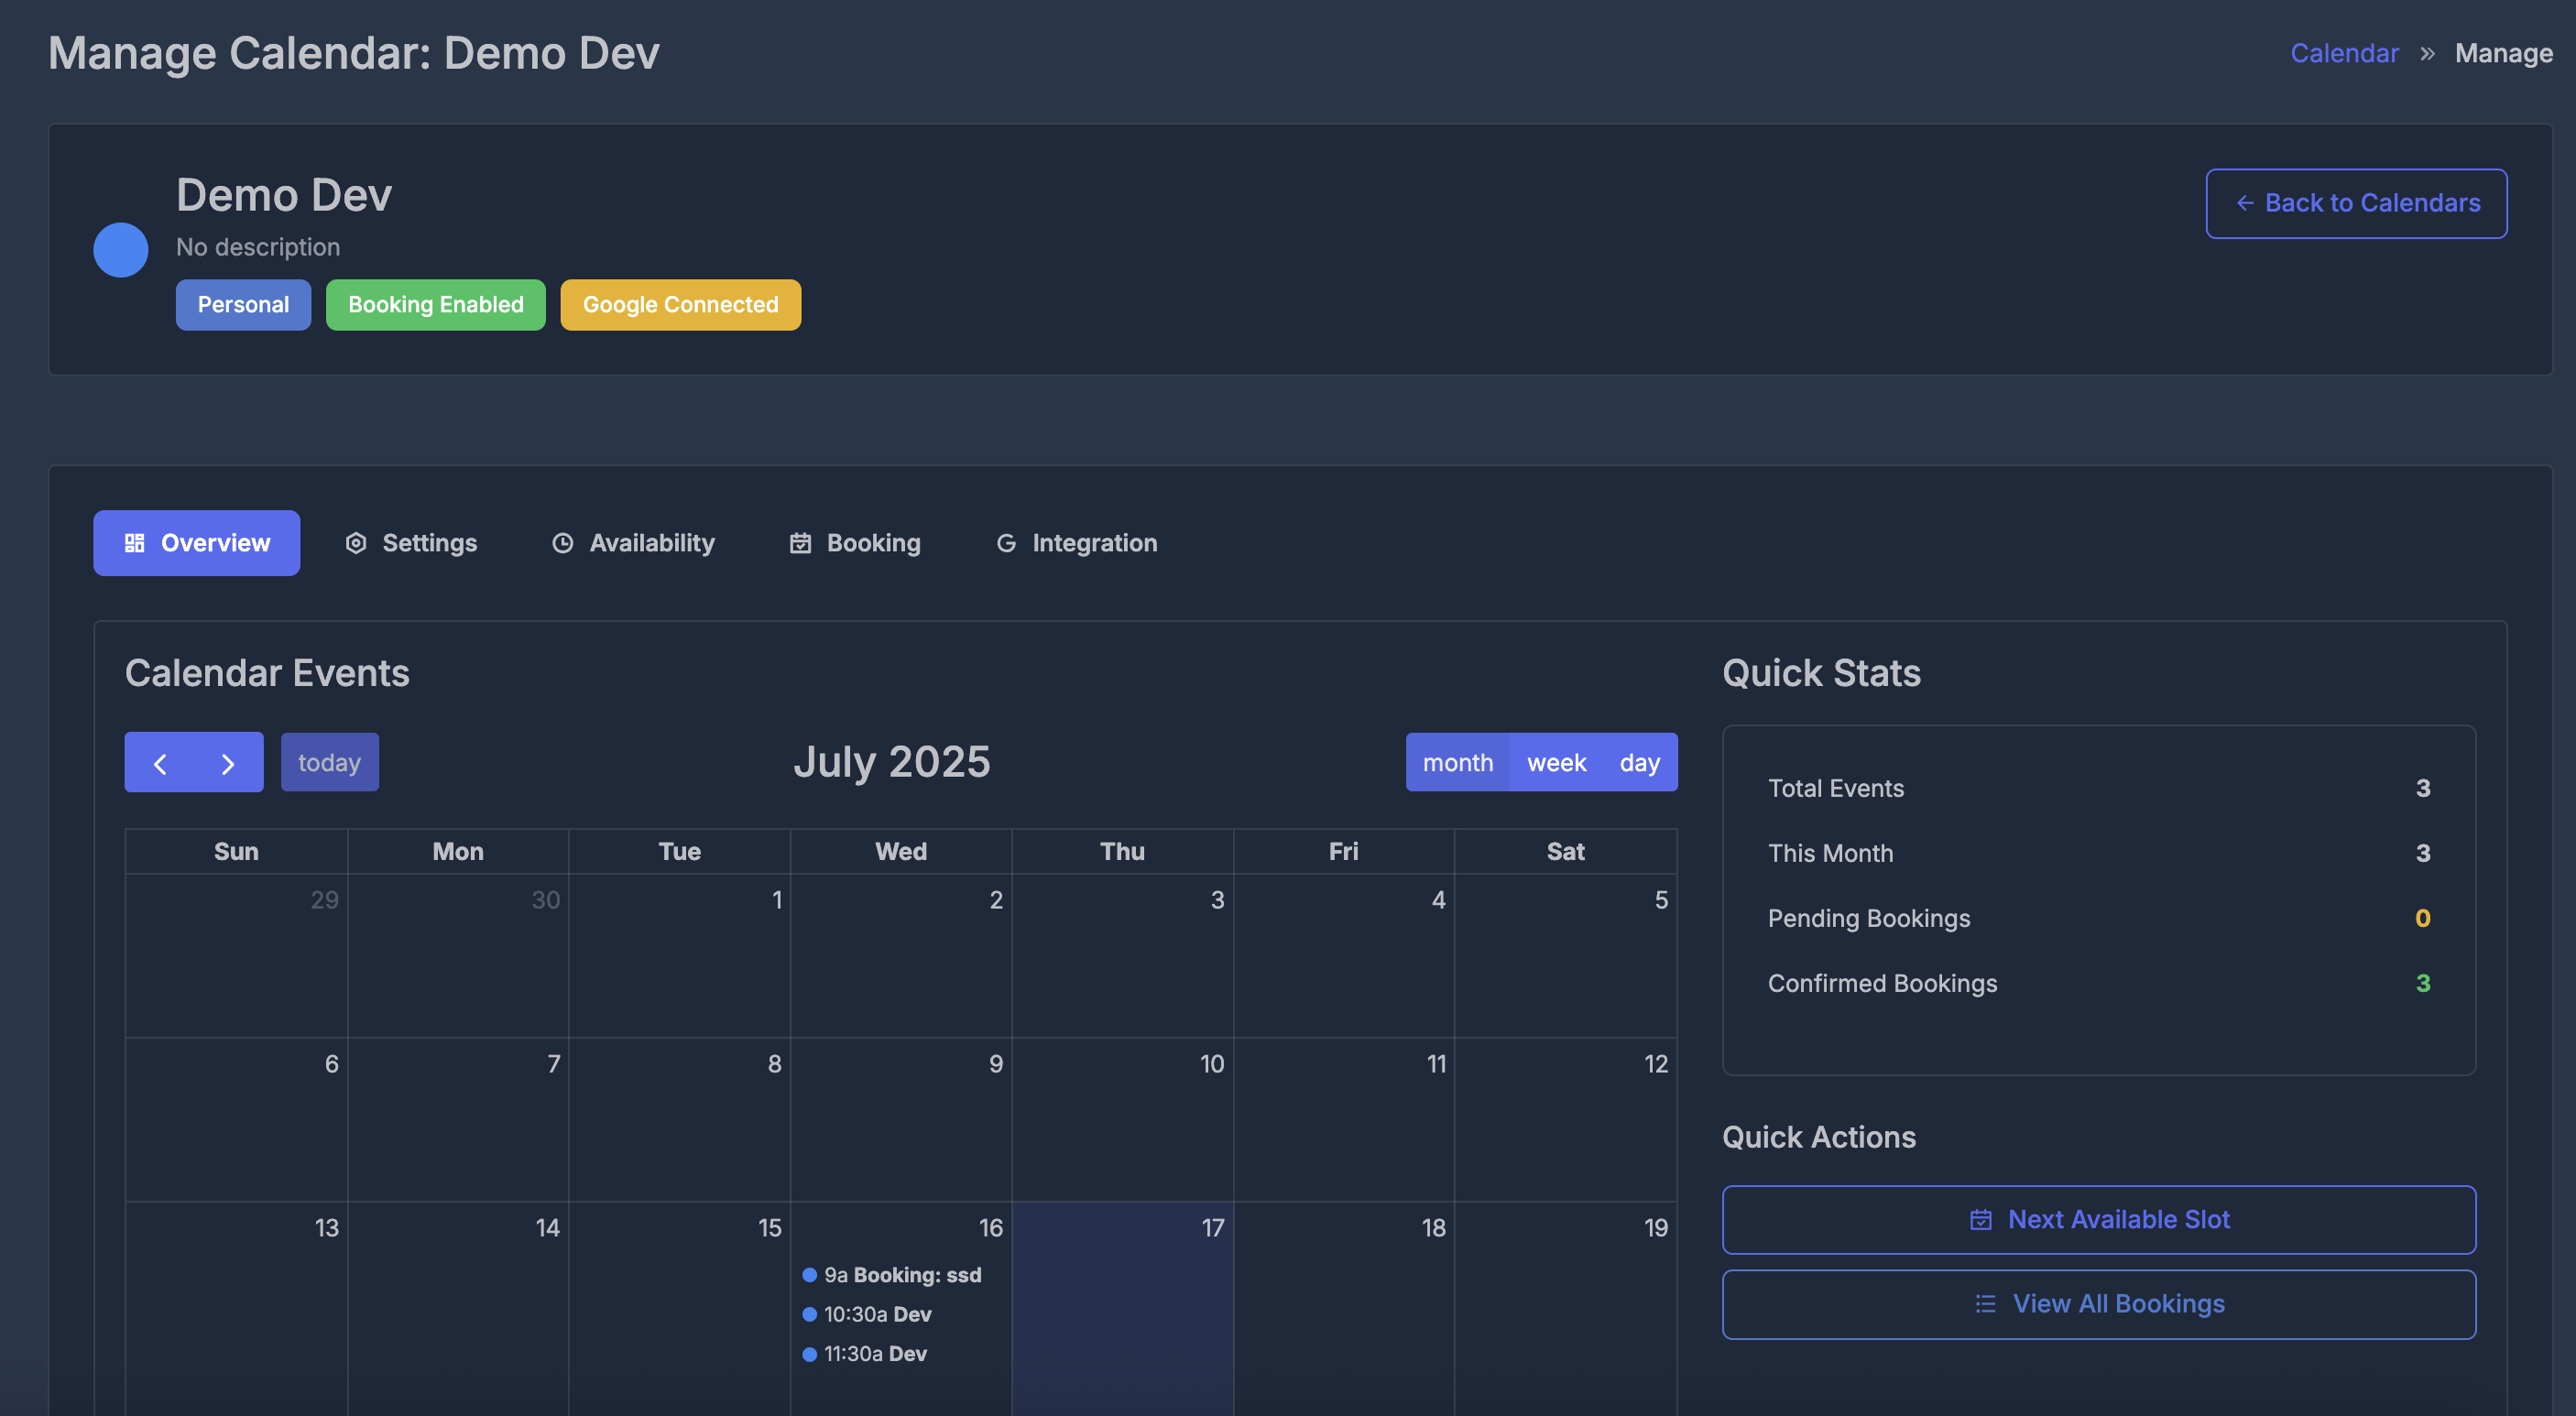 Manage Calendar: Demo Dev
Calendar » Manage
Demo Dev
No description
Personal Booking Enabled Google Connected
← Back to Calendars
Overview Settings Availability Booking Integration
Calendar Events
today
July 2025
month week day
Sun Mon Tue Wed Thu Fri Sat
29 30 1 2 3 4 5
6 7 8 9 10 11 12
13 14 15 16 17 18 19
9a Booking: ssd
10:30a Dev
11:30a Dev
Quick Stats
Total Events 3
This Month 3
Pending Bookings 0
Confirmed Bookings 3
Quick Actions
Next Available Slot
View All Bookings